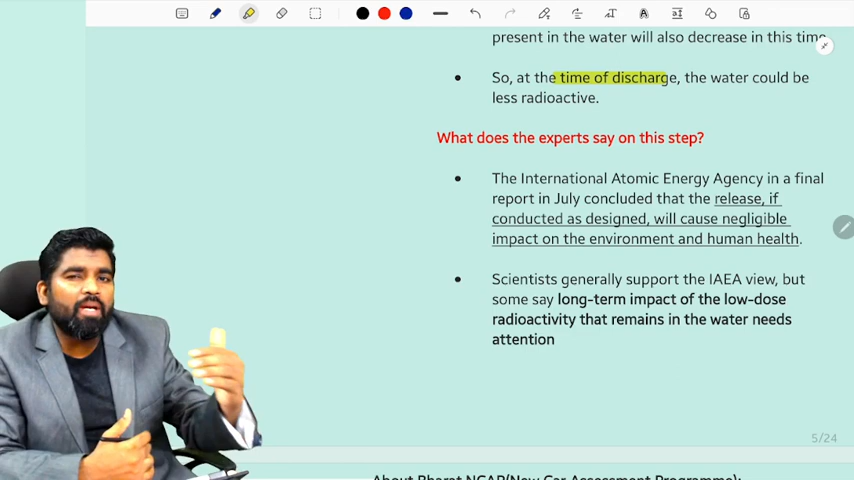 present in the water will also decrease in this time.
So, at the time of discharge, the water could be
less radioactive.
What does the experts say on this step?
The International Atomic Energy Agency in a final
report in July concluded that the release, if
conducted as designed, will cause negligible
impact on the environment and human health.
Scientists generally support the IAEA view, but
some say long-term impact of the low-dose
radioactivity that remains in the water needs
attention
5/24
About Bharat NCAP(New Car Assessment Programme):